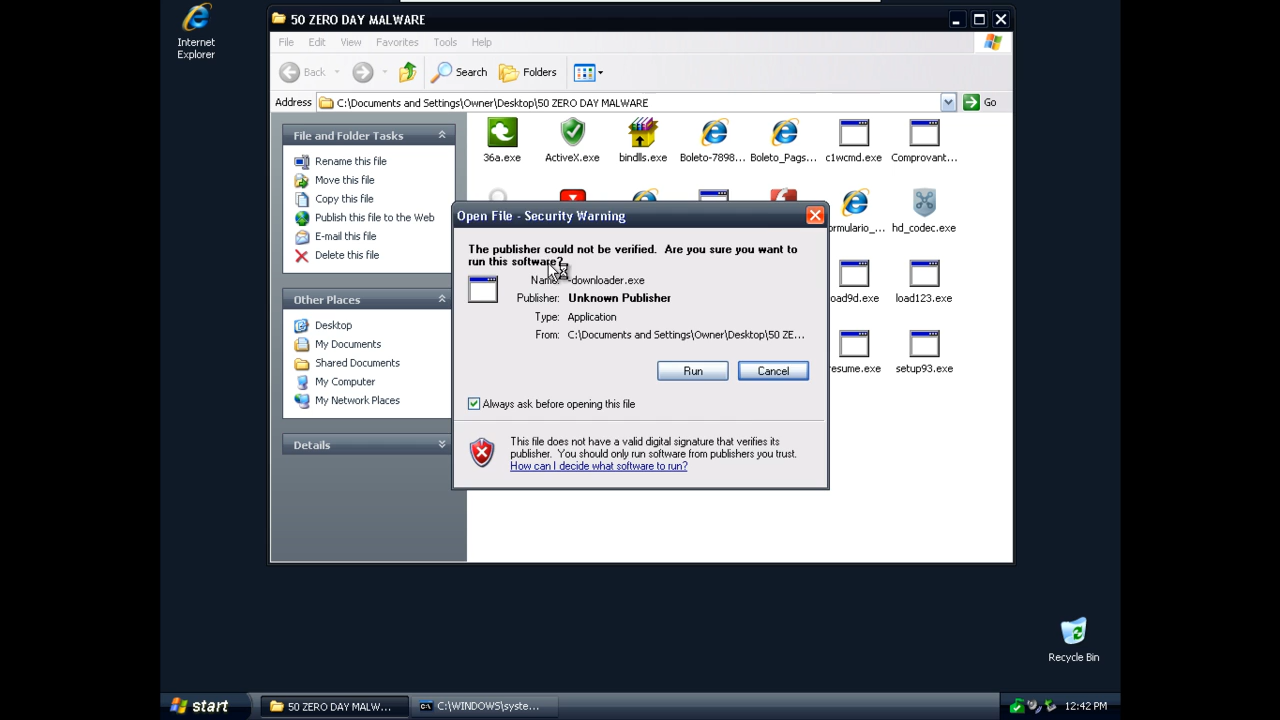 Internet
Explorer
50 ZERO DAY MALWARE
File Edit View Favorites Tools Help
Back Search Folders
Address C:\Documents and Settings\Owner\Desktop\50 ZERO DAY MALWARE Go
File and Folder Tasks
Rename this file
Move this file
Copy this file
Publish this file to the Web
E-mail this file
Delete this file
Other Places
Desktop
My Documents
Shared Documents
My Computer
My Network Places
Details
36a.exe ActiveX.exe bindlls.exe Boleto-7898... Boleto_Pags... c1wcmd.exe Comprovant...
ormulario_... hd_codec.exe
oad9d.exe load123.exe
esume.exe setup93.exe
Open File - Security Warning
The publisher could not be verified. Are you sure you want to
run this software?
Name: downloader.exe
Publisher: Unknown Publisher
Type: Application
From: C:\Documents and Settings\Owner\Desktop\50 ZE...
Run Cancel
Always ask before opening this file
This file does not have a valid digital signature that verifies its
publisher. You should only run software from publishers you trust.
How can I decide what software to run?
Recycle Bin
start 50 ZERO DAY MALW... C:\WINDOWS\syste... 12:42 PM